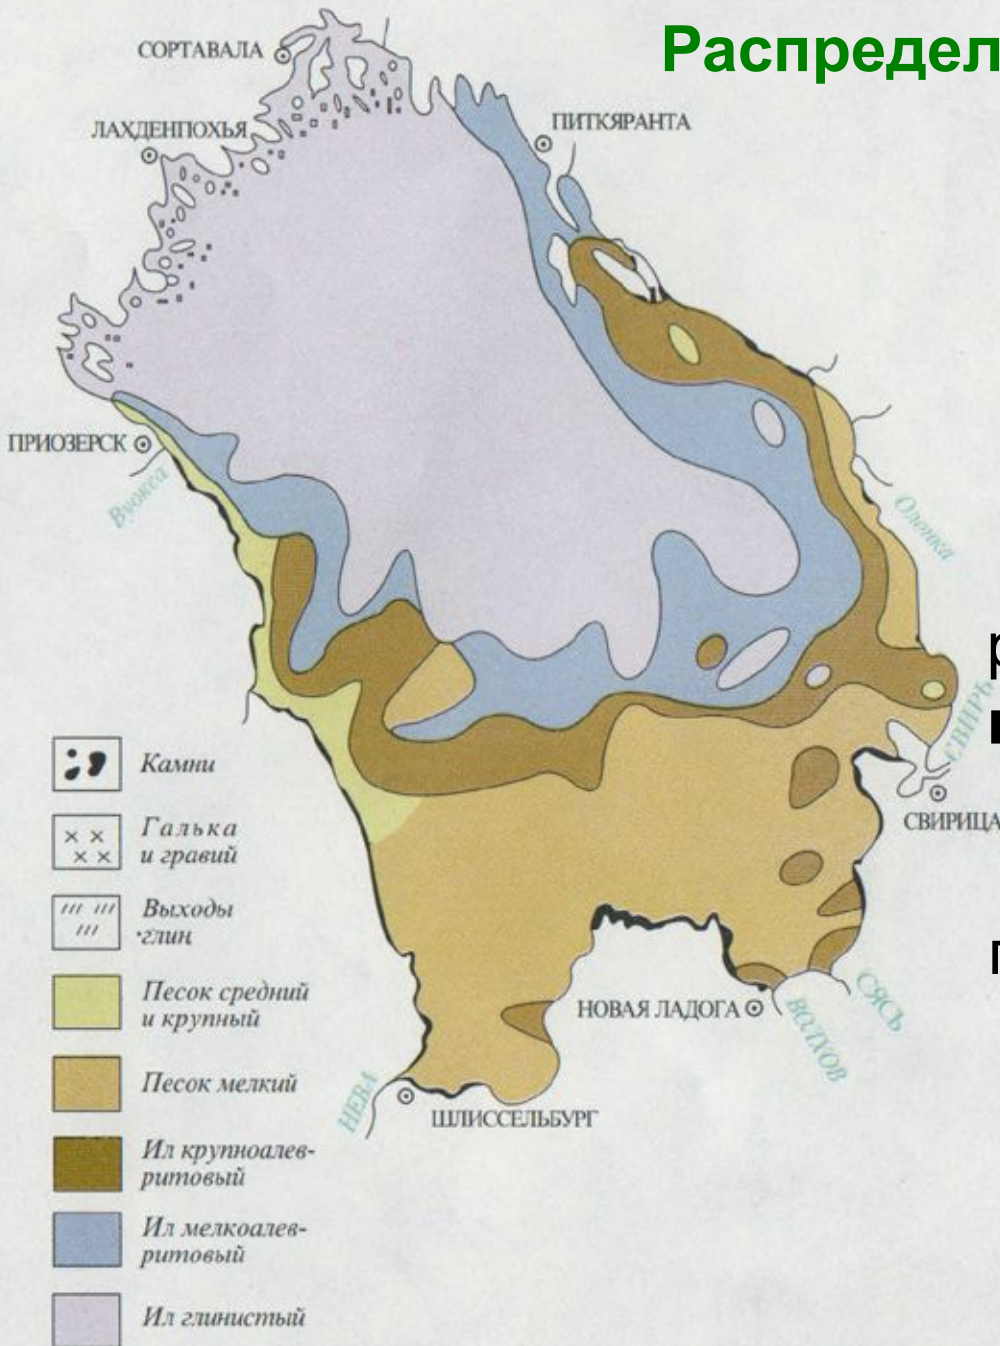 Распредел
СОРТАВАЛА
ЛАХДЕНПОХЬЯ
ПИТКЯРАНТА
ПРИОЗЕРСК
Вуокса
Олонка
р
в
СВИРЬ
СВИРИЦА
п
СЯСЬ
НОВАЯ ЛАДОГА
ВОЛХОВ
НЕВА
ШЛИССЕЛЬБУРГ
Камни
Галька
и гравий
Выходы
глин
Песок средний
и крупный
Песок мелкий
Ил крупноалев-
ритовый
Ил мелкоалев-
ритовый
Ил глинистый